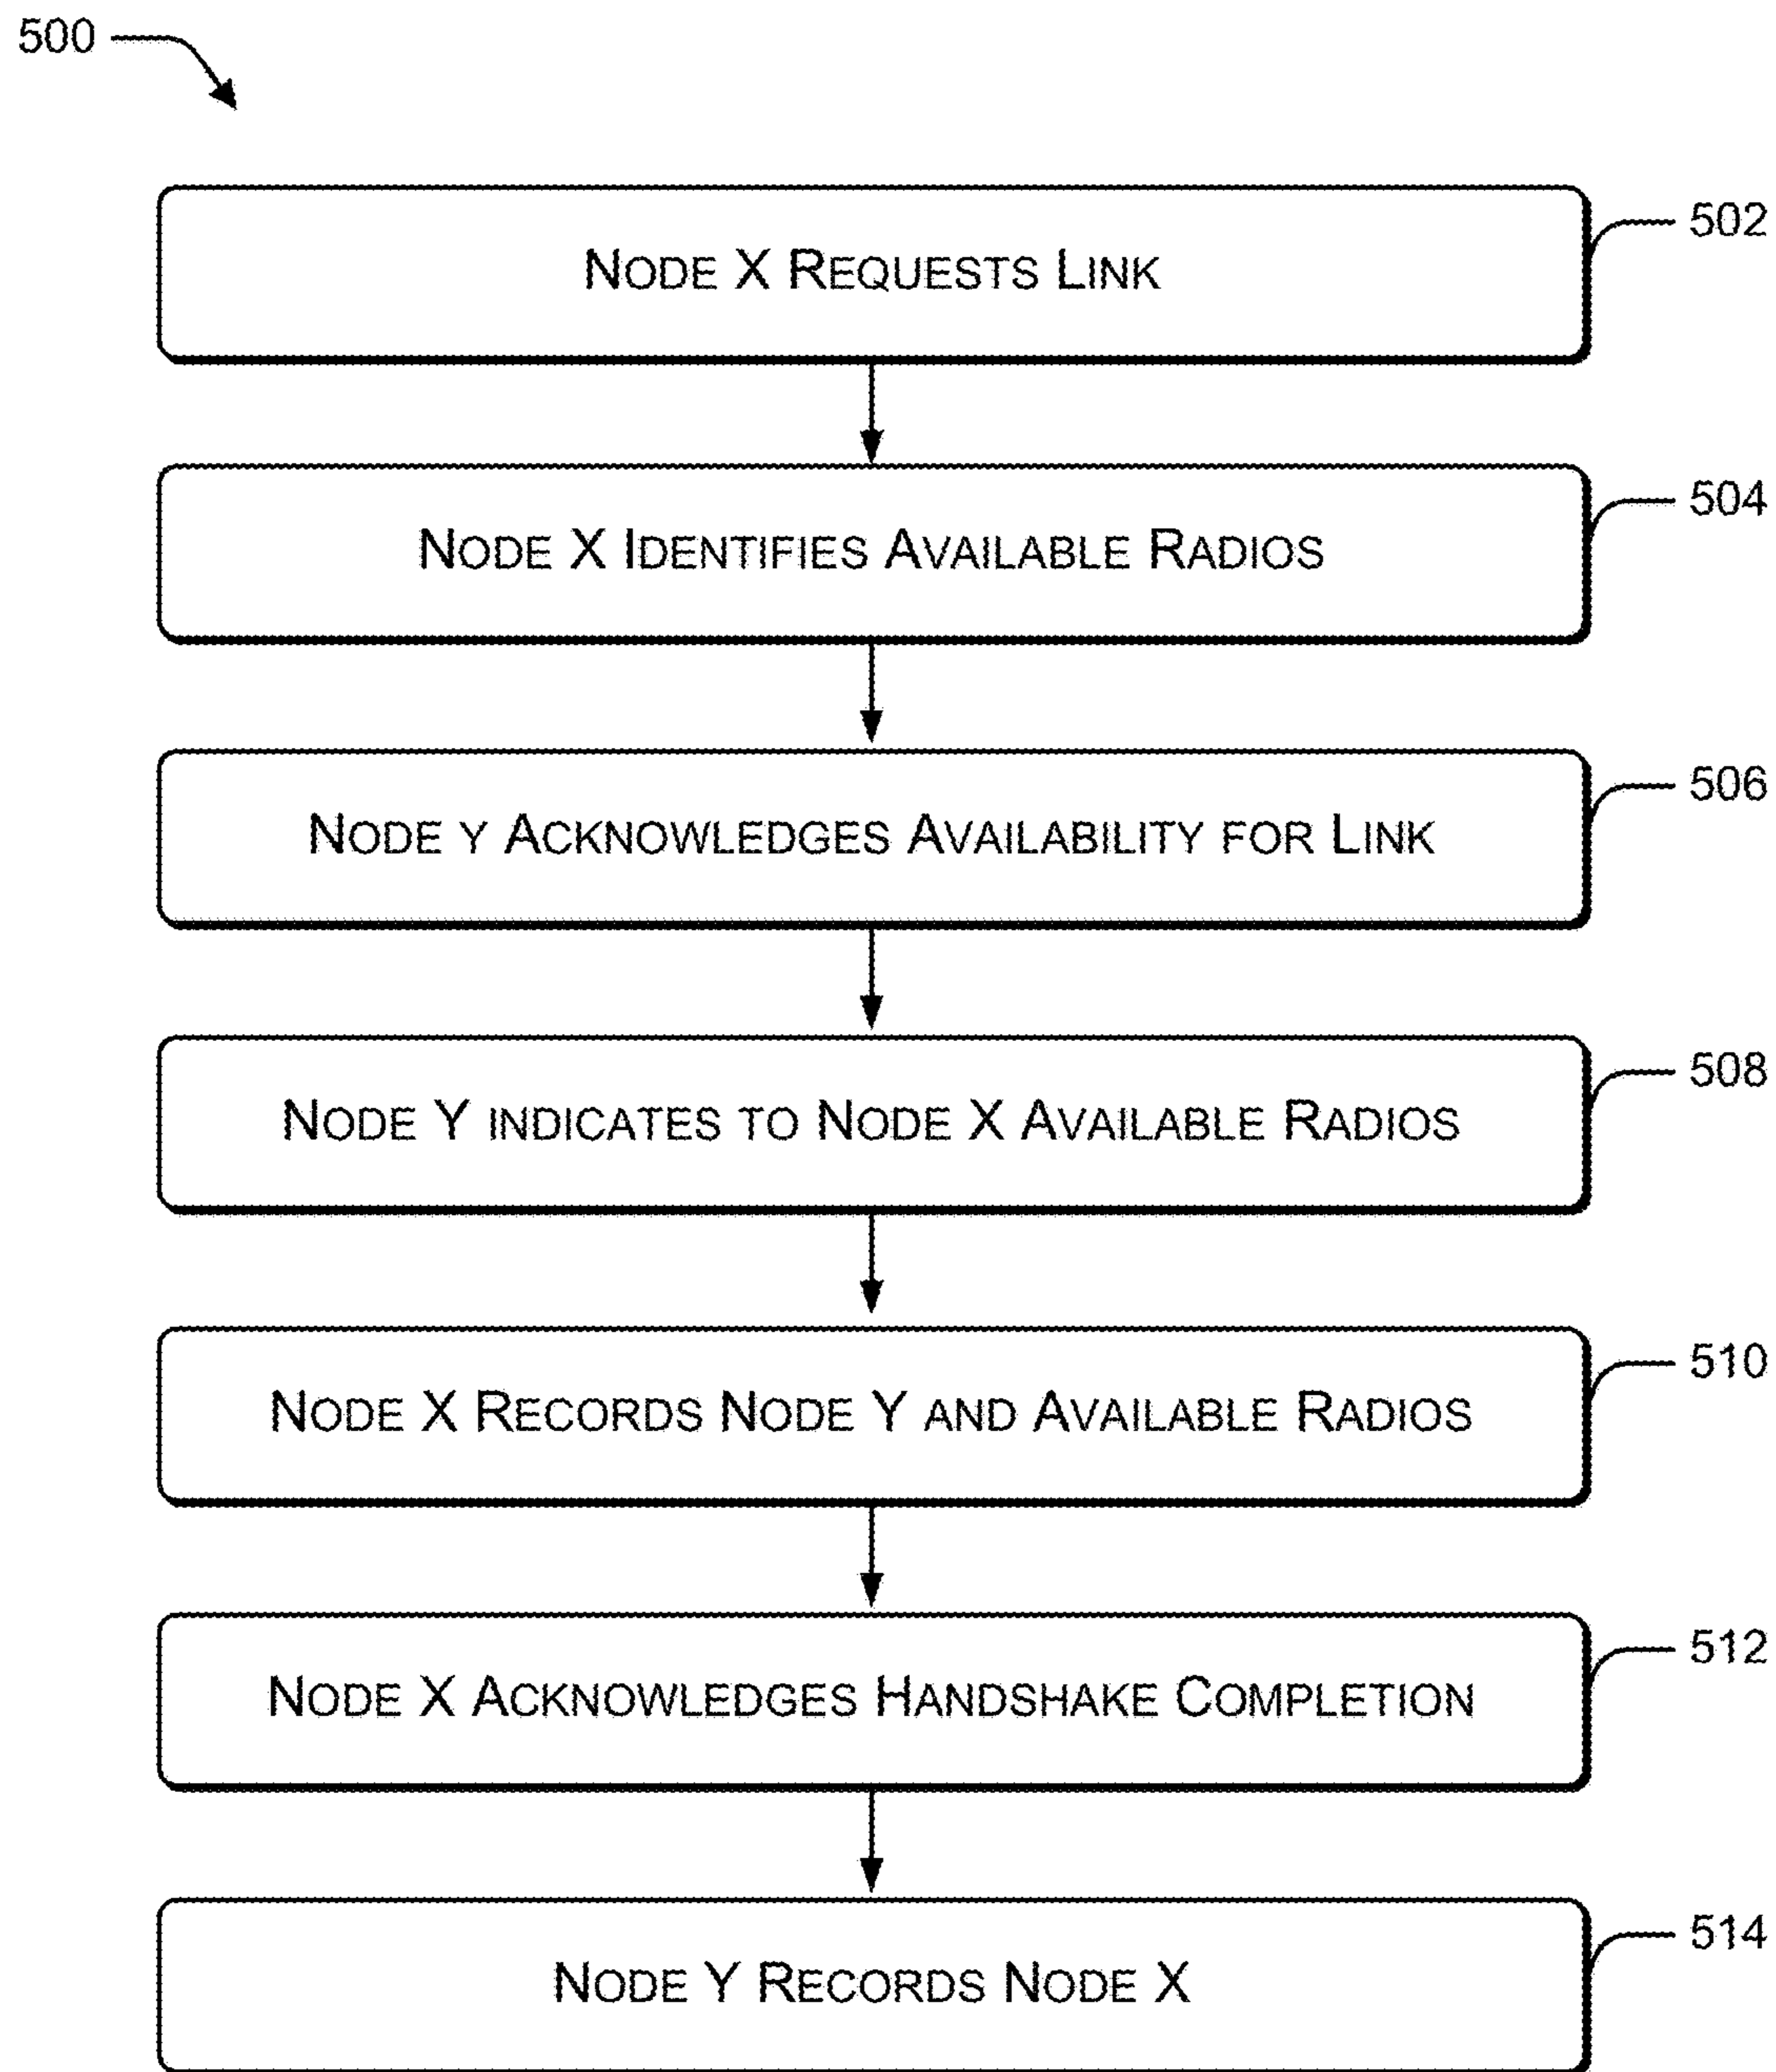 500
NODE X REQUESTS LINK
502
NODE X IDENTIFIES AVAILABLE RADIOS
504
NODE Y ACKNOWLEDGES AVAILABILITY FOR LINK
506
NODE Y INDICATES TO NODE X AVAILABLE RADIOS
508
NODE X RECORDS NODE Y AND AVAILABLE RADIOS
510
NODE X ACKNOWLEDGES HANDSHAKE COMPLETION
512
NODE Y RECORDS NODE X
514